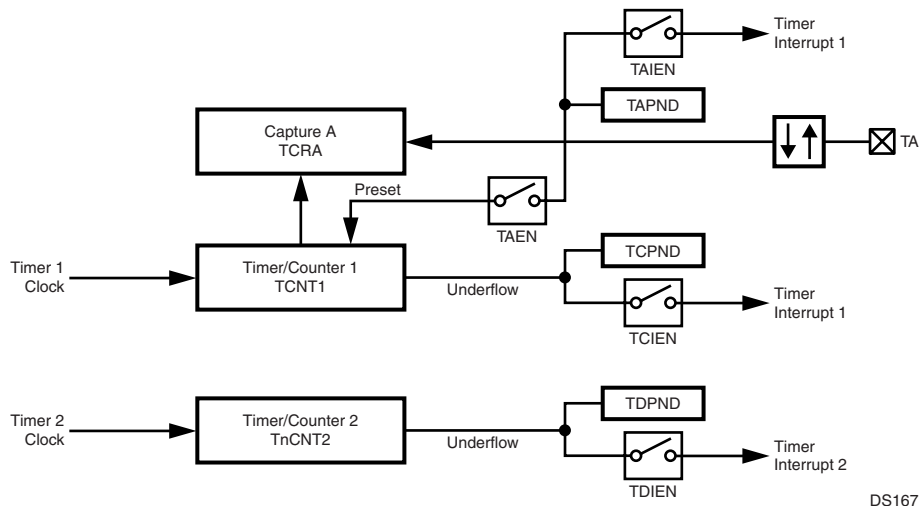 Timer
Interrupt 1
TAIEN
TAPND
Capture A
TCRA
TA
Preset
TAEN
TCPND
Timer 1
Clock
Timer/Counter 1
TCNT1
Underflow
Timer
Interrupt 1
TCIEN
TDPND
Timer 2
Clock
Timer/Counter 2
TnCNT2
Underflow
Timer
Interrupt 2
TDIEN
DS167